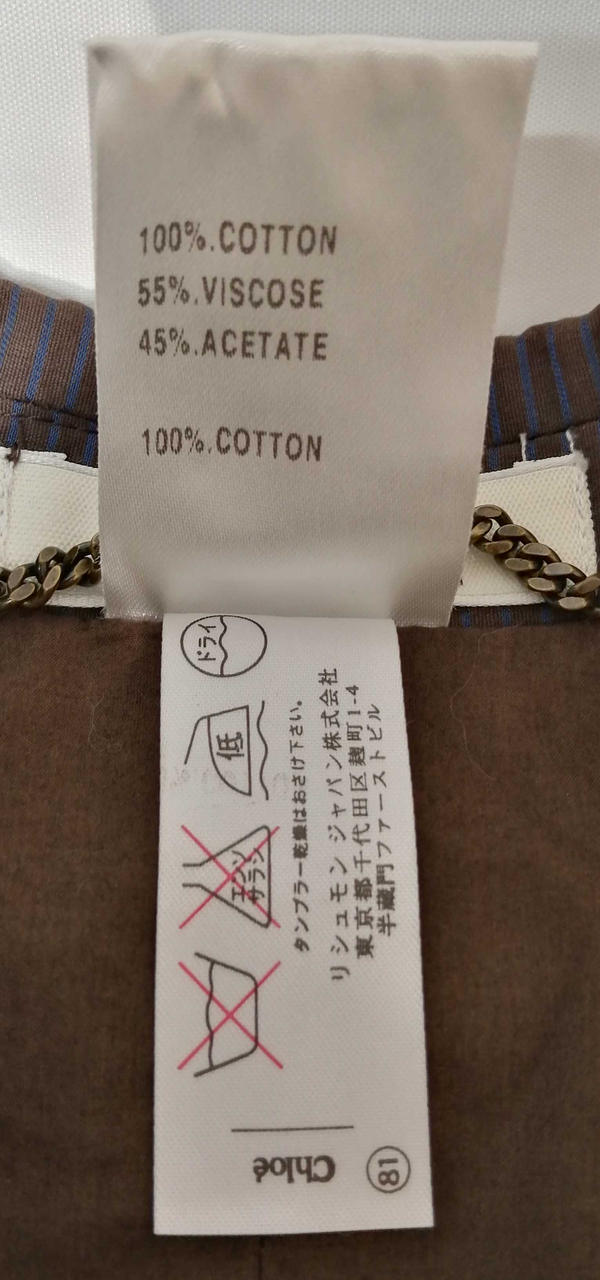 100%.COTTON
55%.VISCOSE
45%.ACETATE
100%.COTTON
ドライ
低
エンソ
サラシ
タンブラー乾燥はおさけ下さい。
リシュモン ジャパン株式会社
東京都千代田区麹町1-4
半蔵門ファーストビル
Chloé
81